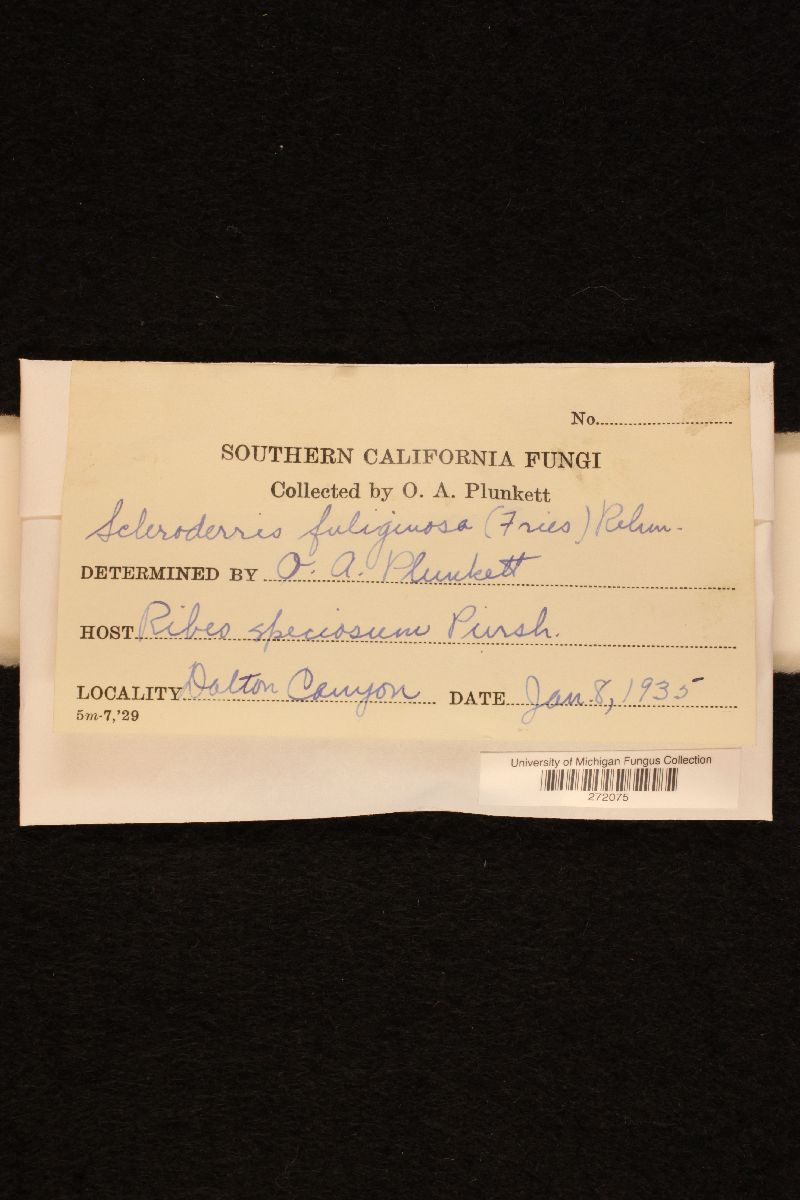 No.
SOUTHERN CALIFORNIA FUNGI
Collected by O. A. Plunkett
Scleroderris fuliginosa (Fries) Rehm.
DETERMINED BY O. A. Plunkett
HOST Ribes speciosum Pursh.
LOCALITY Dalton Canyon DATE Jan. 8, 1935
5m-7,'29
University of Michigan Fungus Collection
272075